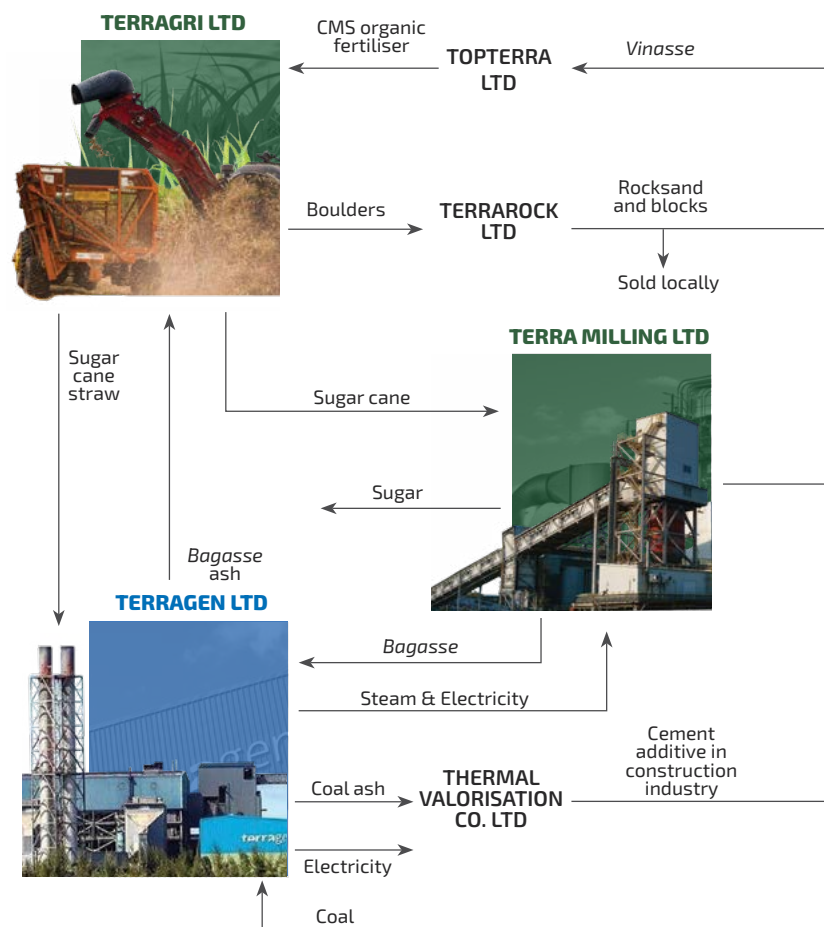 TERRAGRI LTD
CMS organic
fertiliser
TOPTERRA
LTD
Vinasse
Boulders
TERRAROCK
LTD
Rocksand
and blocks
Sold locally
TERRA MILLING LTD
Sugar
cane
straw
Sugar cane
Sugar
Bagasse
ash
TERRAGEN LTD
Bagasse
Steam & Electricity
Cement
additive in
construction
industry
Coal ash
THERMAL
VALORISATION
CO. LTD
terragen
Electricity
Coal